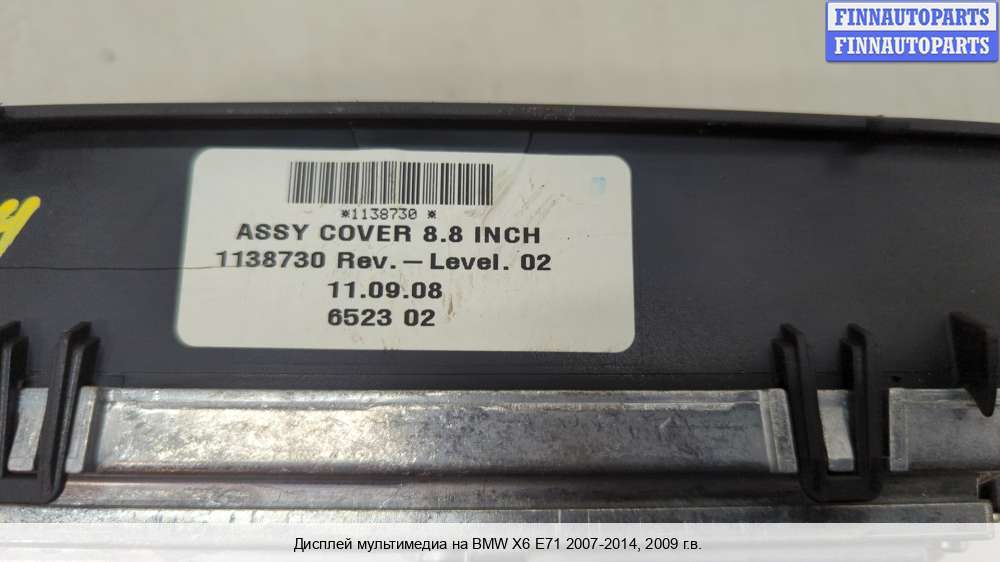 FINNAUTOPARTS
FINNAUTOPARTS
*1138730 *
ASSY COVER 8.8 INCH
1138730 Rev. – Level. 02
11.09.08
6523 02
Дисплей мультимедиа на BMW X6 E71 2007-2014, 2009 г.в.